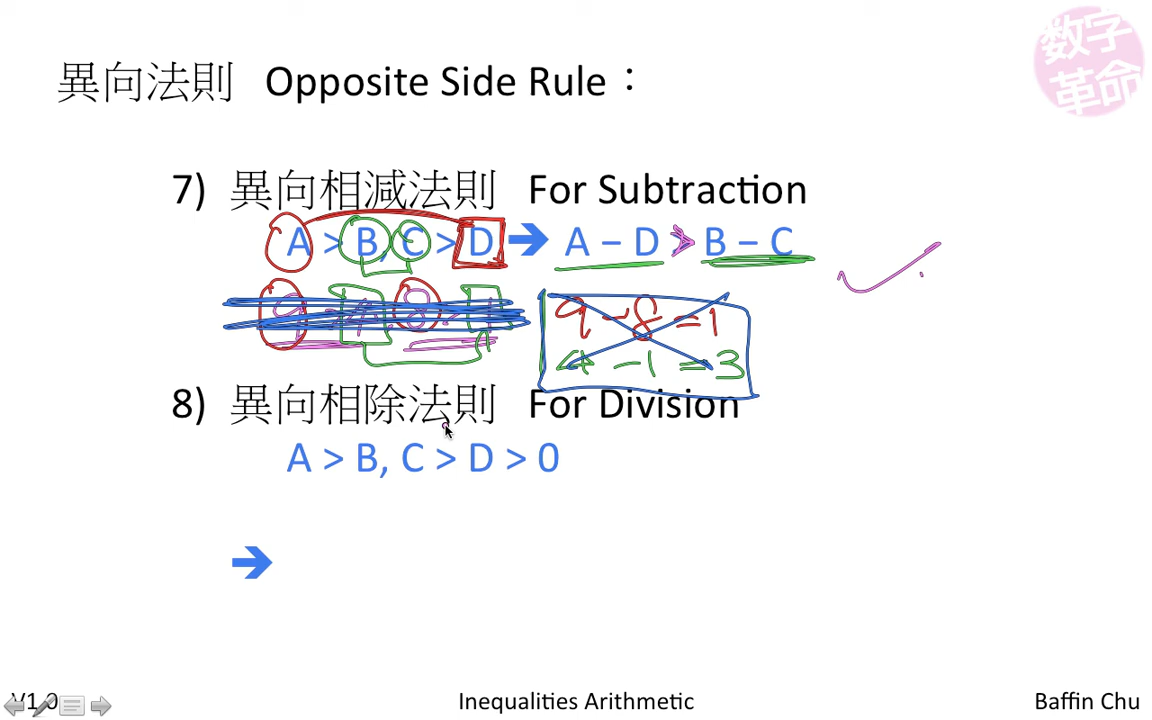 数字
革命
異向法則 Opposite Side Rule：
7) 異向相減法則 For Subtraction
A > B, C > D ➔ A – D > B – C
9 - 8 = 1
4 - 1 = 3
8) 異向相除法則 For Division
A > B, C > D > 0
➔
V1.0 Inequalities Arithmetic Baffin Chu